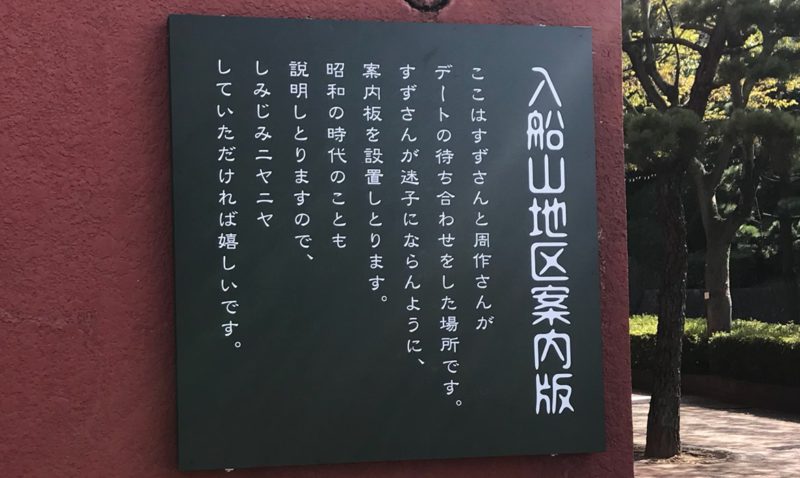 入船山地区案内版
ここはすずさんと周作さんが
デートの待ち合わせをした場所です。
すずさんが迷子にならんように、
案内板を設置しとります。
昭和の時代のことも
説明しとりますので、
しみじみニヤニヤ
していただければ嬉しいです。